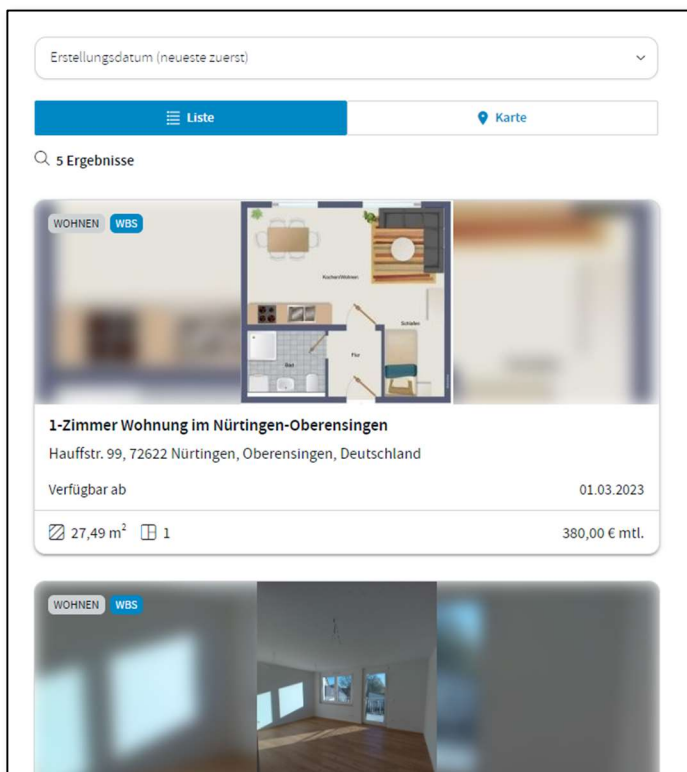 Erstellungsdatum (neueste zuerst)
Liste
Karte
5 Ergebnisse
WOHNEN WBS
Kochen/Wohnen
Schlafen
Bad
Flur
1-Zimmer Wohnung im Nürtingen-Oberensingen
Hauffstr. 99, 72622 Nürtingen, Oberensingen, Deutschland
Verfügbar ab 01.03.2023
27,49 m² 1 380,00 € mtl.
WOHNEN WBS